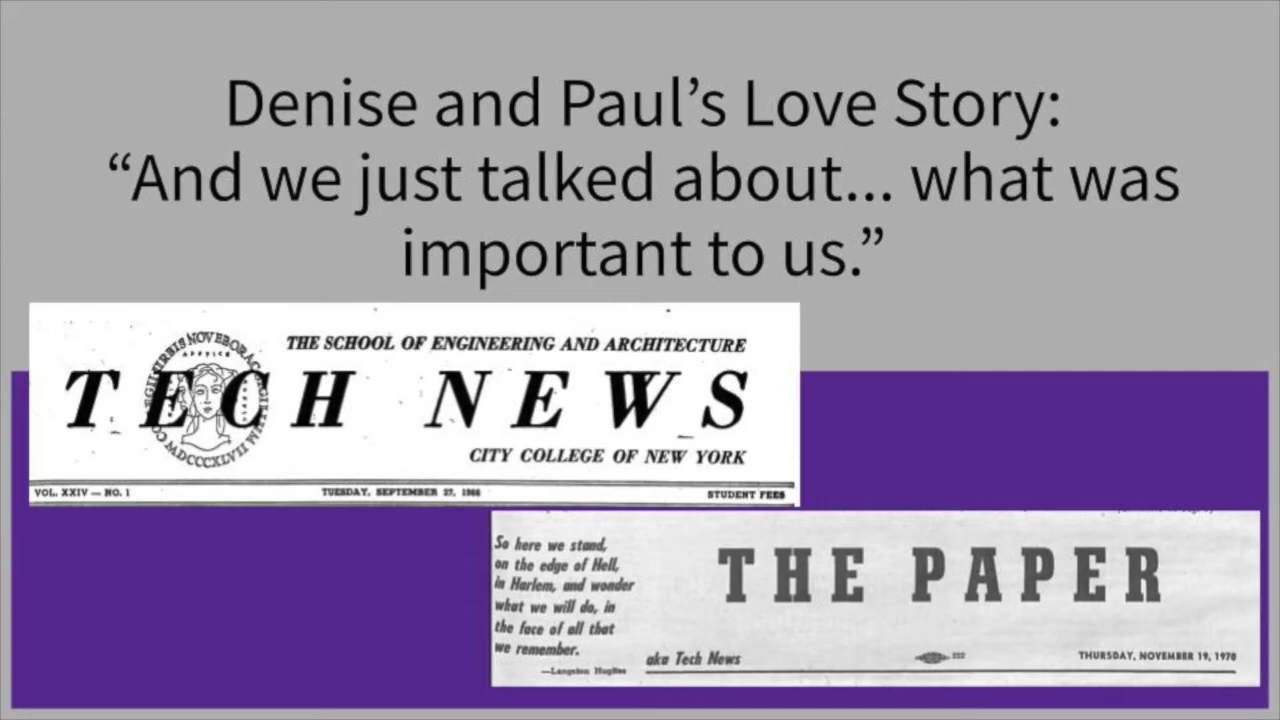 Denise and Paul’s Love Story:
“And we just talked about... what was
important to us.”
THE SCHOOL OF ENGINEERING AND ARCHITECTURE
TECH NEWS
CITY COLLEGE OF NEW YORK
VOL. XXIV — NO. 1 TUESDAY, SEPTEMBER 27, 1966 STUDENT FEES
So here we stand,
on the edge of Hell,
in Harlem, and wonder
what we will do, in
the face of all that
we remember.
—Langston Hughes
THE PAPER
aka Tech News
THURSDAY, NOVEMBER 19, 1970